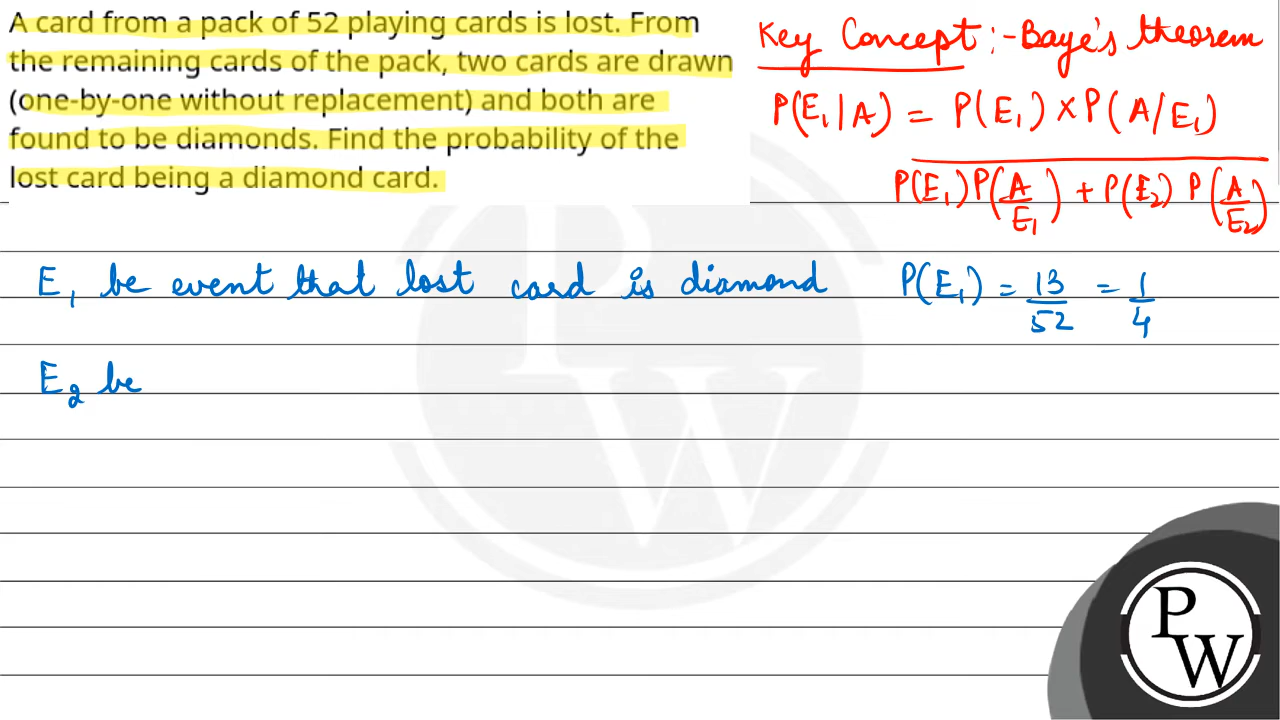 A card from a pack of 52 playing cards is lost. From
the remaining cards of the pack, two cards are drawn
(one-by-one without replacement) and both are
found to be diamonds. Find the probability of the
lost card being a diamond card.
Key Concept :- Baye's theorem
P(E₁|A) = P(E₁) × P(A/E₁)
P(E₁)P(A/E₁) + P(E₂) P(A/E₂)
E₁ be event that lost card is diamond P(E₁) = 13/52 = 1/4
E₂ be
PW
PW